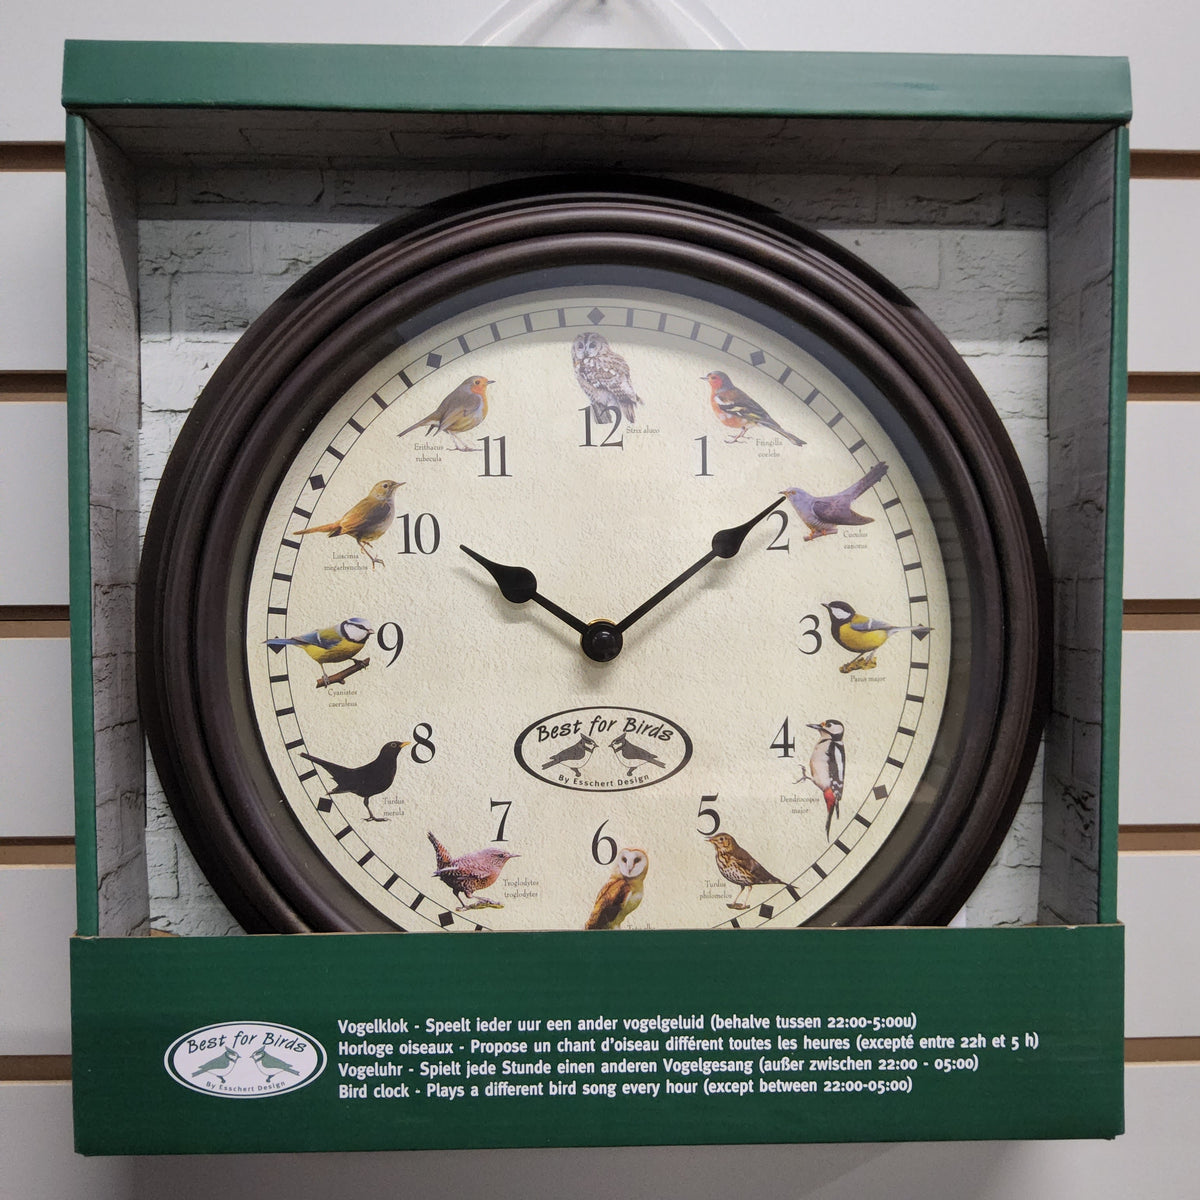 12
Strix aluco
1
Fringilla
coelebs
2
Cuculus
canorus
3
Parus major
4
Dendrocopos
major
5
Turdus
philomelos
6
7
Troglodytes
troglodytes
8
Turdus
merula
9
Cyanistes
caeruleus
10
Luscinia
megarhynchos
11
Erithacus
rubecula
Best for Birds
By Esschert Design
Best for Birds
By Esschert Design
Vogelklok - Speelt ieder uur een ander vogelgeluid (behalve tussen 22:00-5:00u)
Horloge oiseaux - Propose un chant d'oiseau différent toutes les heures (excepté entre 22h et 5 h)
Vogeluhr - Spielt jede Stunde einen anderen Vogelgesang (außer zwischen 22:00 - 05:00)
Bird clock - Plays a different bird song every hour (except between 22:00-05:00)